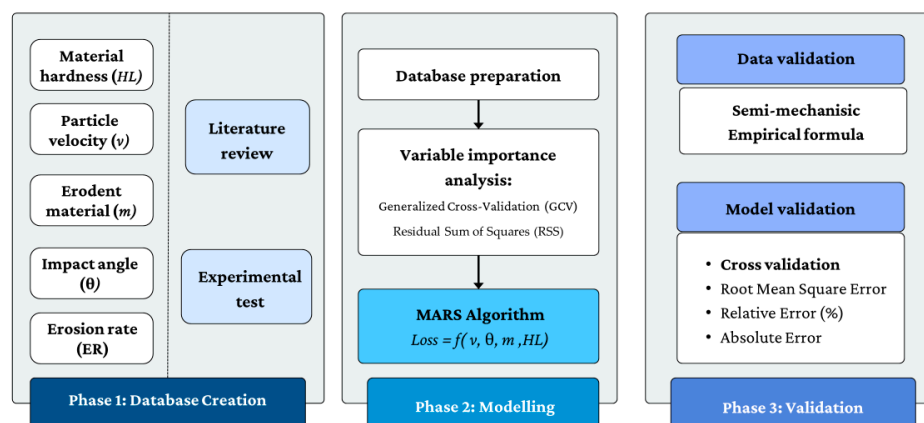 Material
hardness (HL)
Particle
velocity (v)
Erodent
material (m)
Impact angle
(θ)
Erosion rate
(ER)
Literature
review
Experimental
test
Phase 1: Database Creation
Database preparation
Variable importance
analysis:
Generalized Cross-Validation (GCV)
Residual Sum of Squares (RSS)
MARS Algorithm
Loss = f( v, θ, m ,HL)
Phase 2: Modelling
Data validation
Semi-mechanisic
Empirical formula
Model validation
• Cross validation
• Root Mean Square Error
• Relative Error (%)
• Absolute Error
Phase 3: Validation